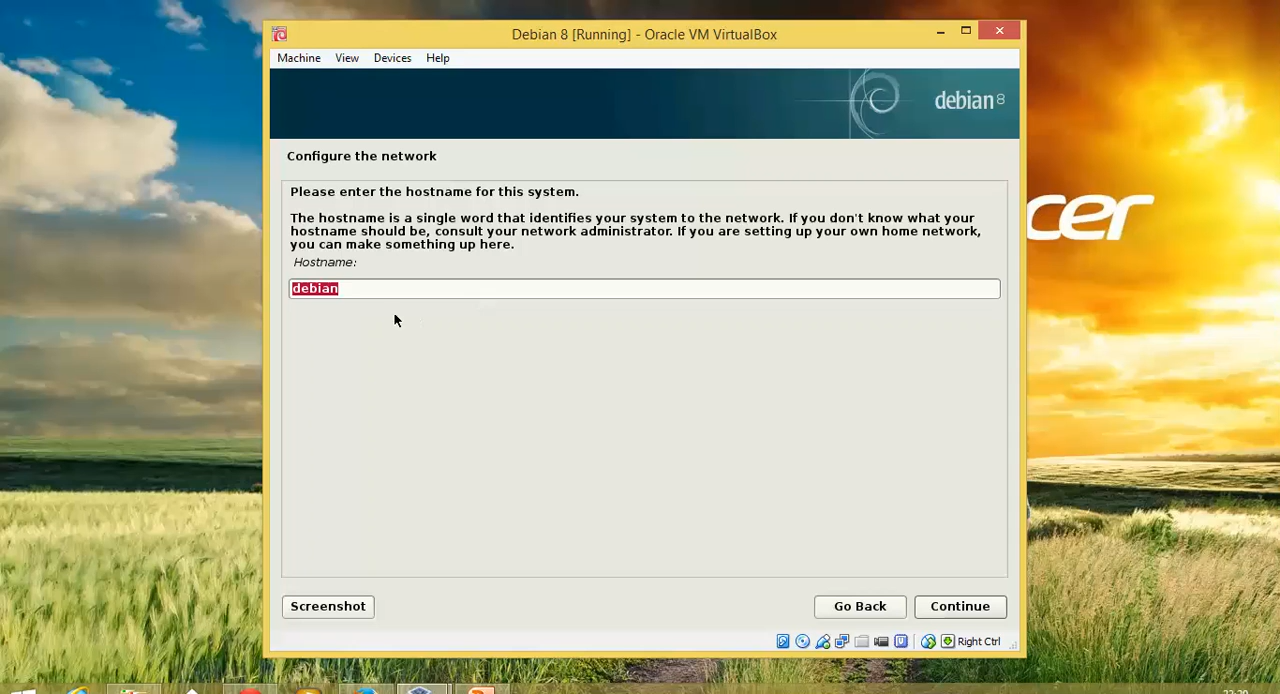 Debian 8 [Running] - Oracle VM VirtualBox
Machine View Devices Help
debian 8
Configure the network
Please enter the hostname for this system.
The hostname is a single word that identifies your system to the network. If you don't know what your
hostname should be, consult your network administrator. If you are setting up your own home network,
you can make something up here.
Hostname:
debian
cer
Screenshot Go Back Continue
Right Ctrl